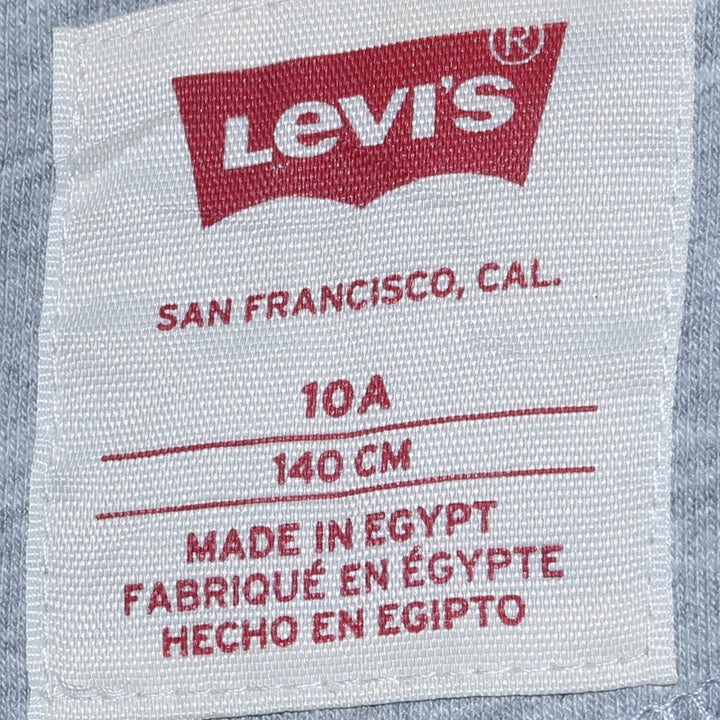 Levi's ®
SAN FRANCISCO, CAL.
10A
140 CM
MADE IN EGYPT
FABRIQUÉ EN ÉGYPTE
HECHO EN EGIPTO